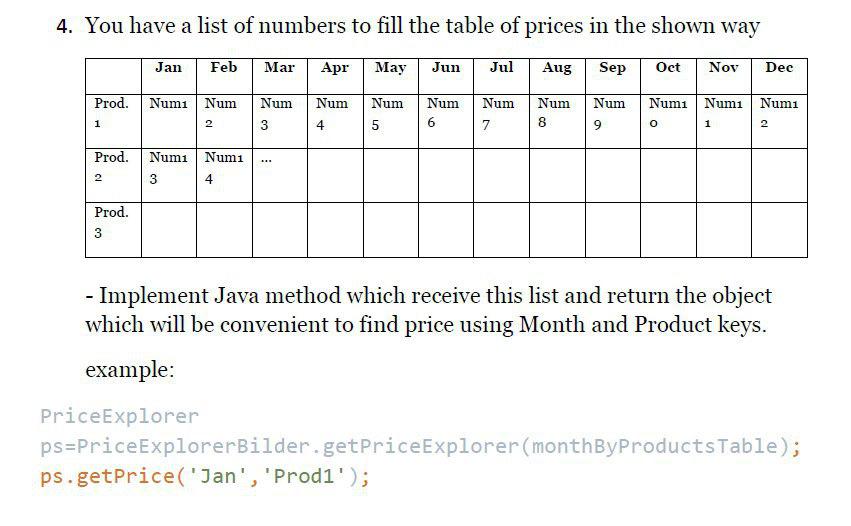 4. You have a list of numbers to fill the table of prices in the shown way
Jan Feb Mar Apr May Jun Jul Aug Sep Oct Nov Dec
Prod. Num1 Num Num Num Num Num Num Num Num Num1 Num1 Num1
1 2 3 4 5 6 7 8 9 0 1 2
Prod. Num1 Num1 ...
2 3 4
Prod.
3
- Implement Java method which receive this list and return the object
which will be convenient to find price using Month and Product keys.
example:
PriceExplorer
ps=PriceExplorerBilder.getPriceExplorer(monthByProductsTable);
ps.getPrice('Jan','Prod1');